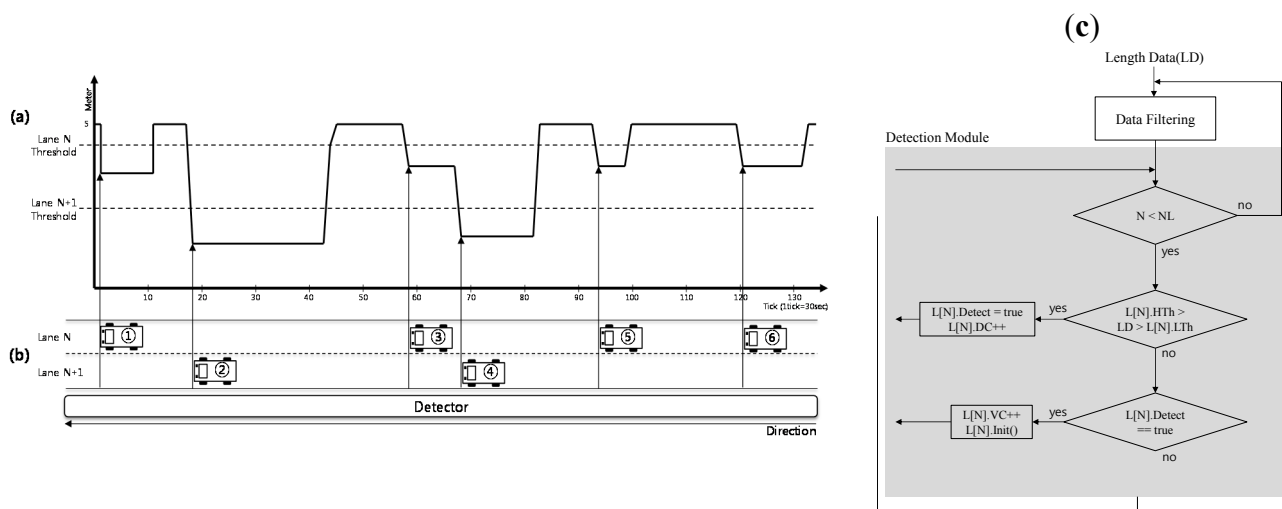 (a)
Meter
5
Lane N
Threshold
Lane N+1
Threshold
10 20 30 40 50 60 70 80 90 100 110 120 130
Tick (1tick=30sec)
(b)
Lane N
① ③ ⑤ ⑥
Lane N+1
② ④
Detector
Direction
(c)
Length Data(LD)
Data Filtering
Detection Module
N < NL
no
yes
L[N].HTh >
LD > L[N].LTh
yes
L[N].Detect = true
L[N].DC++
no
L[N].Detect
== true
yes
L[N].VC++
L[N].Init()
no